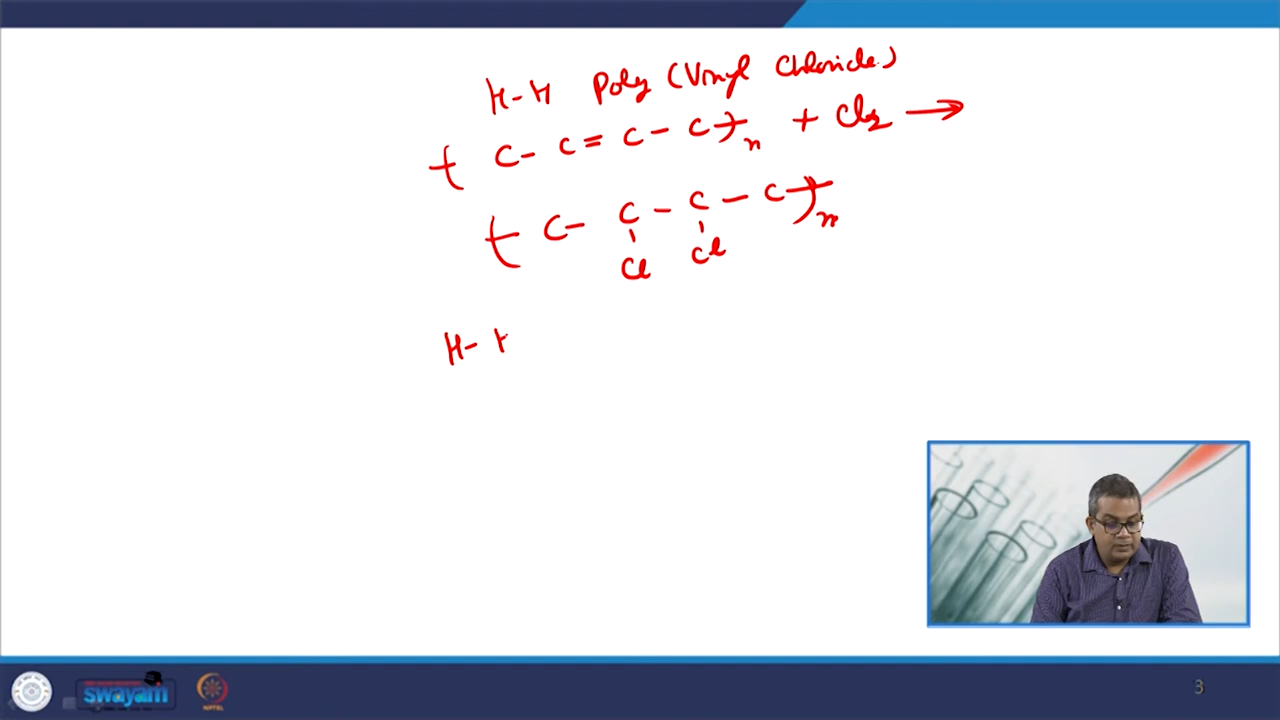 H-H Poly (Vinyl Chloride)
( C - C = C - C )n + Cl2 →
( C - C - C - C )n
Cl Cl
H- H
3
swayam